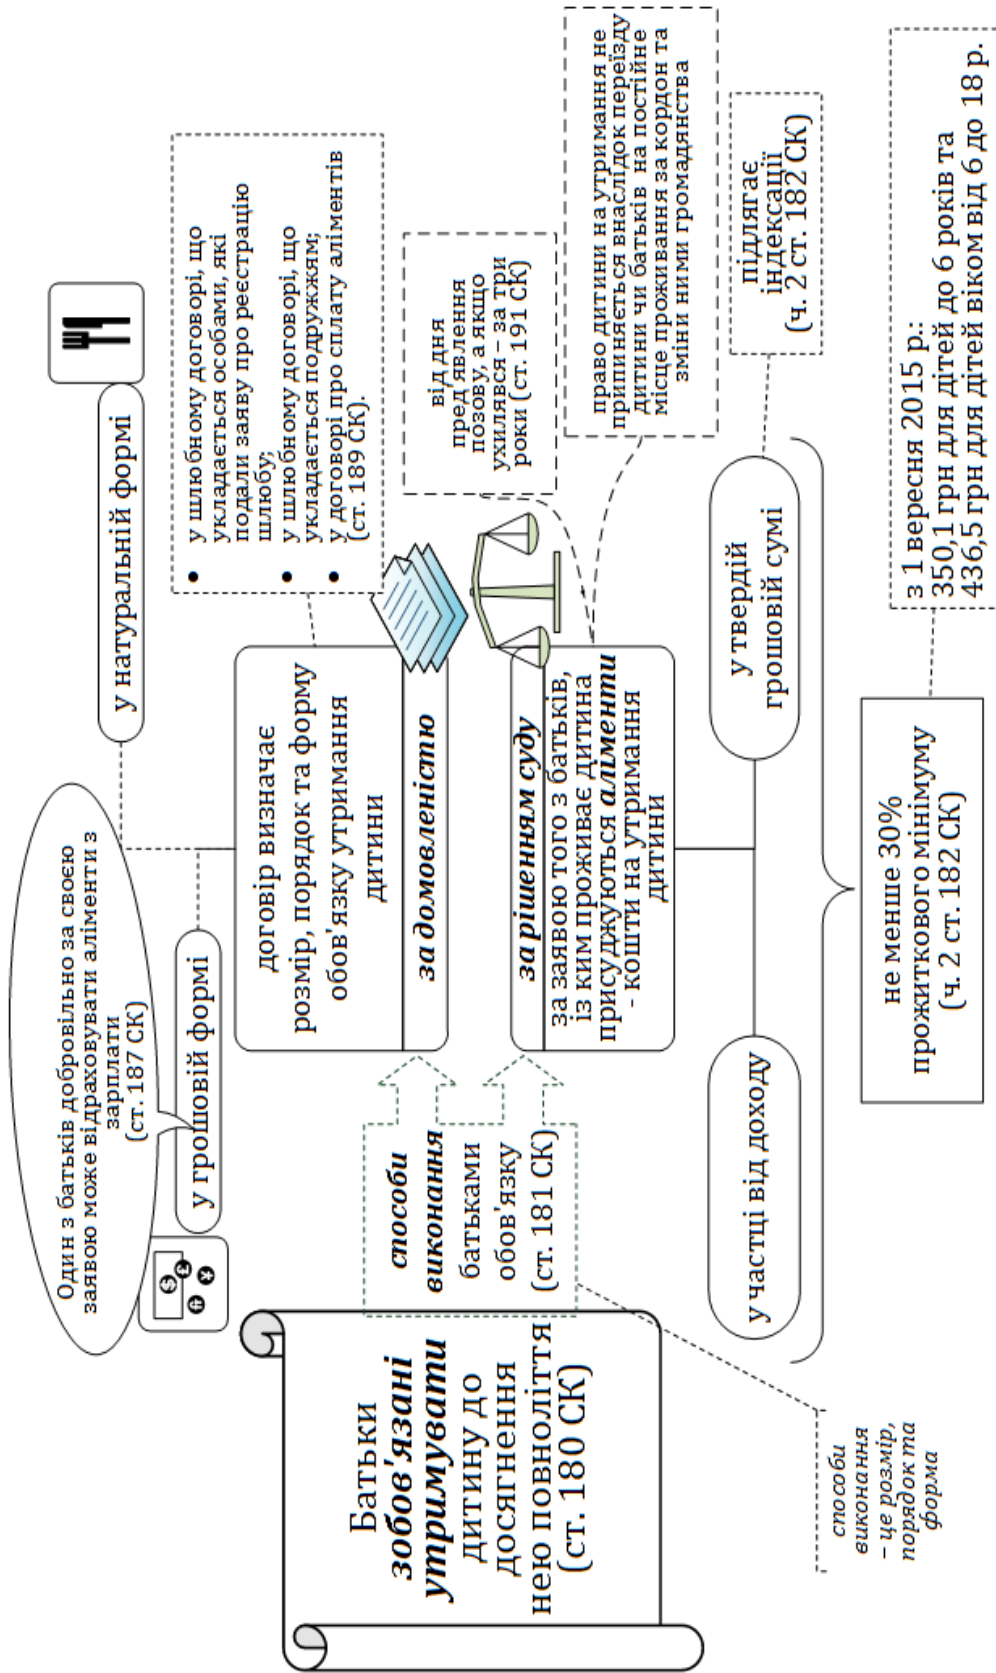 Один з батьків добровільно за своєю
заявою може відраховувати аліменти з
зарплати
(ст. 187 СК)
у грошовій формі
у натуральній формі
Батьки
зобов'язані
утримувати
дитину до
досягнення
нею повноліття
(ст. 180 СК)
способи
виконання
батьками
обов'язку
(ст. 181 СК)
способи
виконання
– це розмір,
порядок та
форма
договір визначає
розмір, порядок та форму
обов'язку утримання
дитини
за домовленістю
• у шлюбному договорі, що
укладається особами, які
подали заяву про реєстрацію
шлюбу;
• у шлюбному договорі, що
укладається подружжям;
• у договорі про сплату аліментів
(ст. 189 СК).
за рішенням суду
за заявою того з батьків,
із ким проживає дитина
присуджуються аліменти
- кошти на утримання
дитини
від дня
пред'явлення
позову, а якщо
ухилявся – за три
роки (ст. 191 СК)
право дитини на утримання не
припиняється внаслідок переїзду
дитини чи батьків на постійне
місце проживання за кордон та
зміни ними громадянства
у частці від доходу
у твердій
грошовій сумі
підлягає
індексації
(ч. 2 ст. 182 СК)
не менше 30%
прожиткового мінімуму
(ч. 2 ст. 182 СК)
з 1 вересня 2015 р.:
350,1 грн для дітей до 6 років та
436,5 грн для дітей віком від 6 до 18 р.